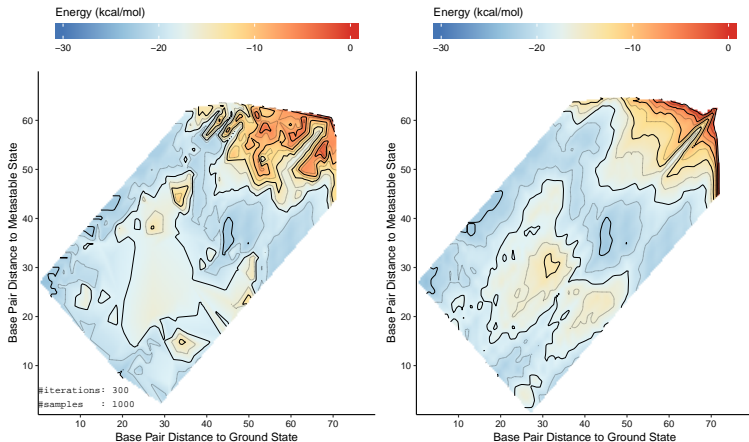 Energy (kcal/mol)
−30 −20 −10 0
Base Pair Distance to Metastable State
60
50
40
30
20
10
#iterations: 300
#samples : 1000
10 20 30 40 50 60 70
Base Pair Distance to Ground State
Energy (kcal/mol)
−30 −20 −10 0
Base Pair Distance to Metastable State
60
50
40
30
20
10
10 20 30 40 50 60 70
Base Pair Distance to Ground State